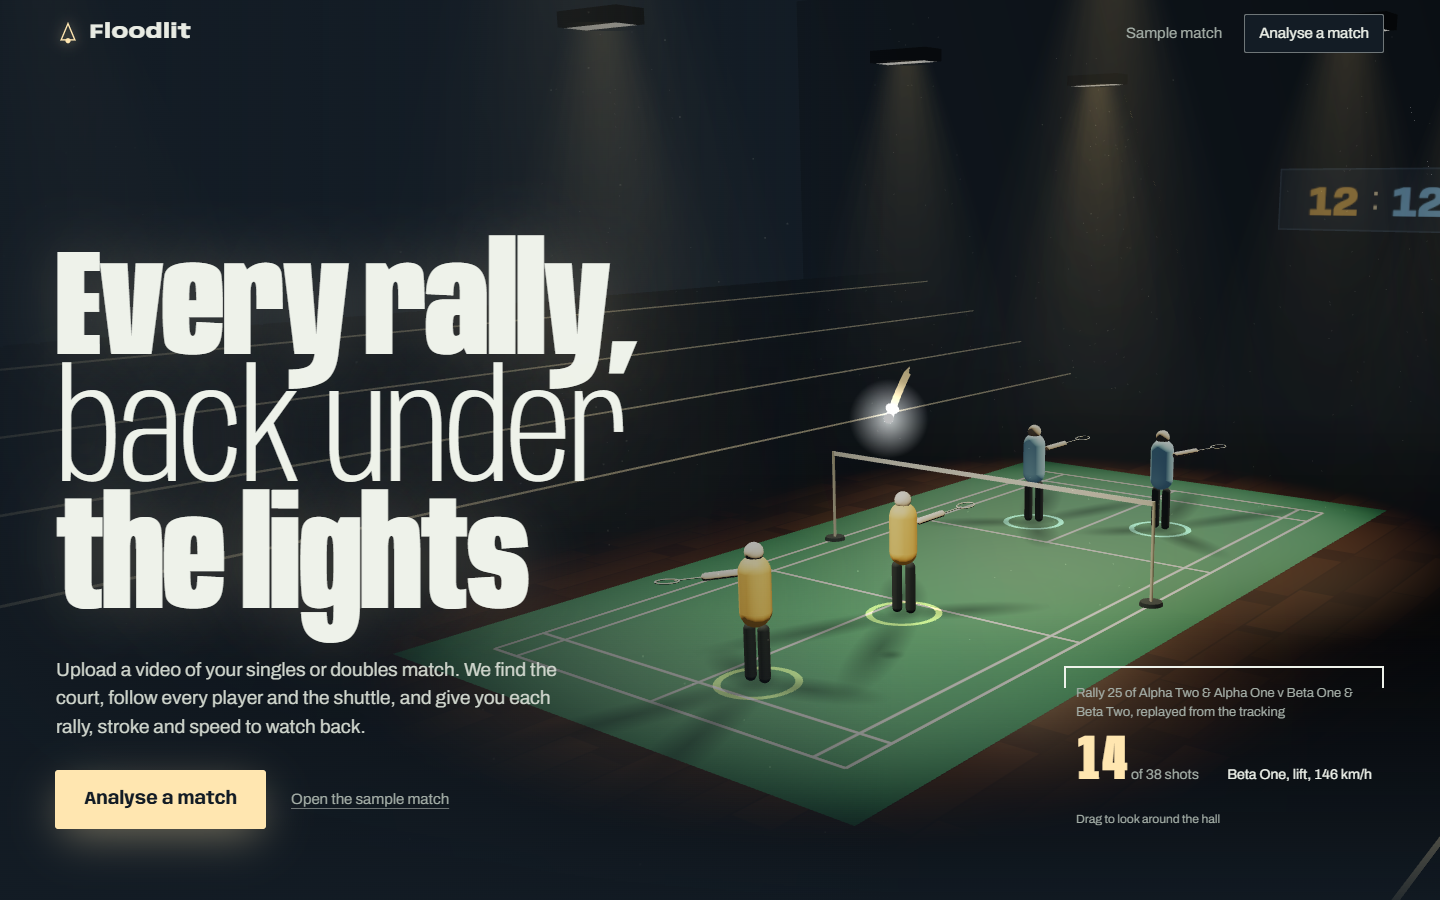 Floodlit
Sample match
Analyse a match
12 : 12
Every rally,
back under
the lights
Upload a video of your singles or doubles match. We find the
court, follow every player and the shuttle, and give you each
rally, stroke and speed to watch back.
Analyse a match
Open the sample match
Rally 25 of Alpha Two & Alpha One v Beta One &
Beta Two, replayed from the tracking
14 of 38 shots
Beta One, lift, 146 km/h
Drag to look around the hall